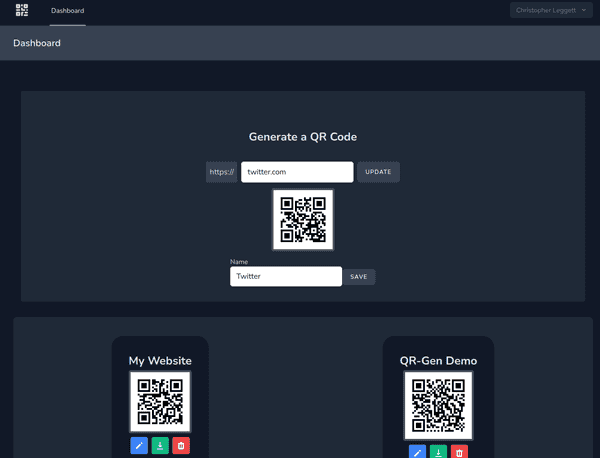 Dashboard
Christopher Leggett
Dashboard
Generate a QR Code
https:// twitter.com UPDATE
Name
Twitter SAVE
My Website QR-Gen Demo